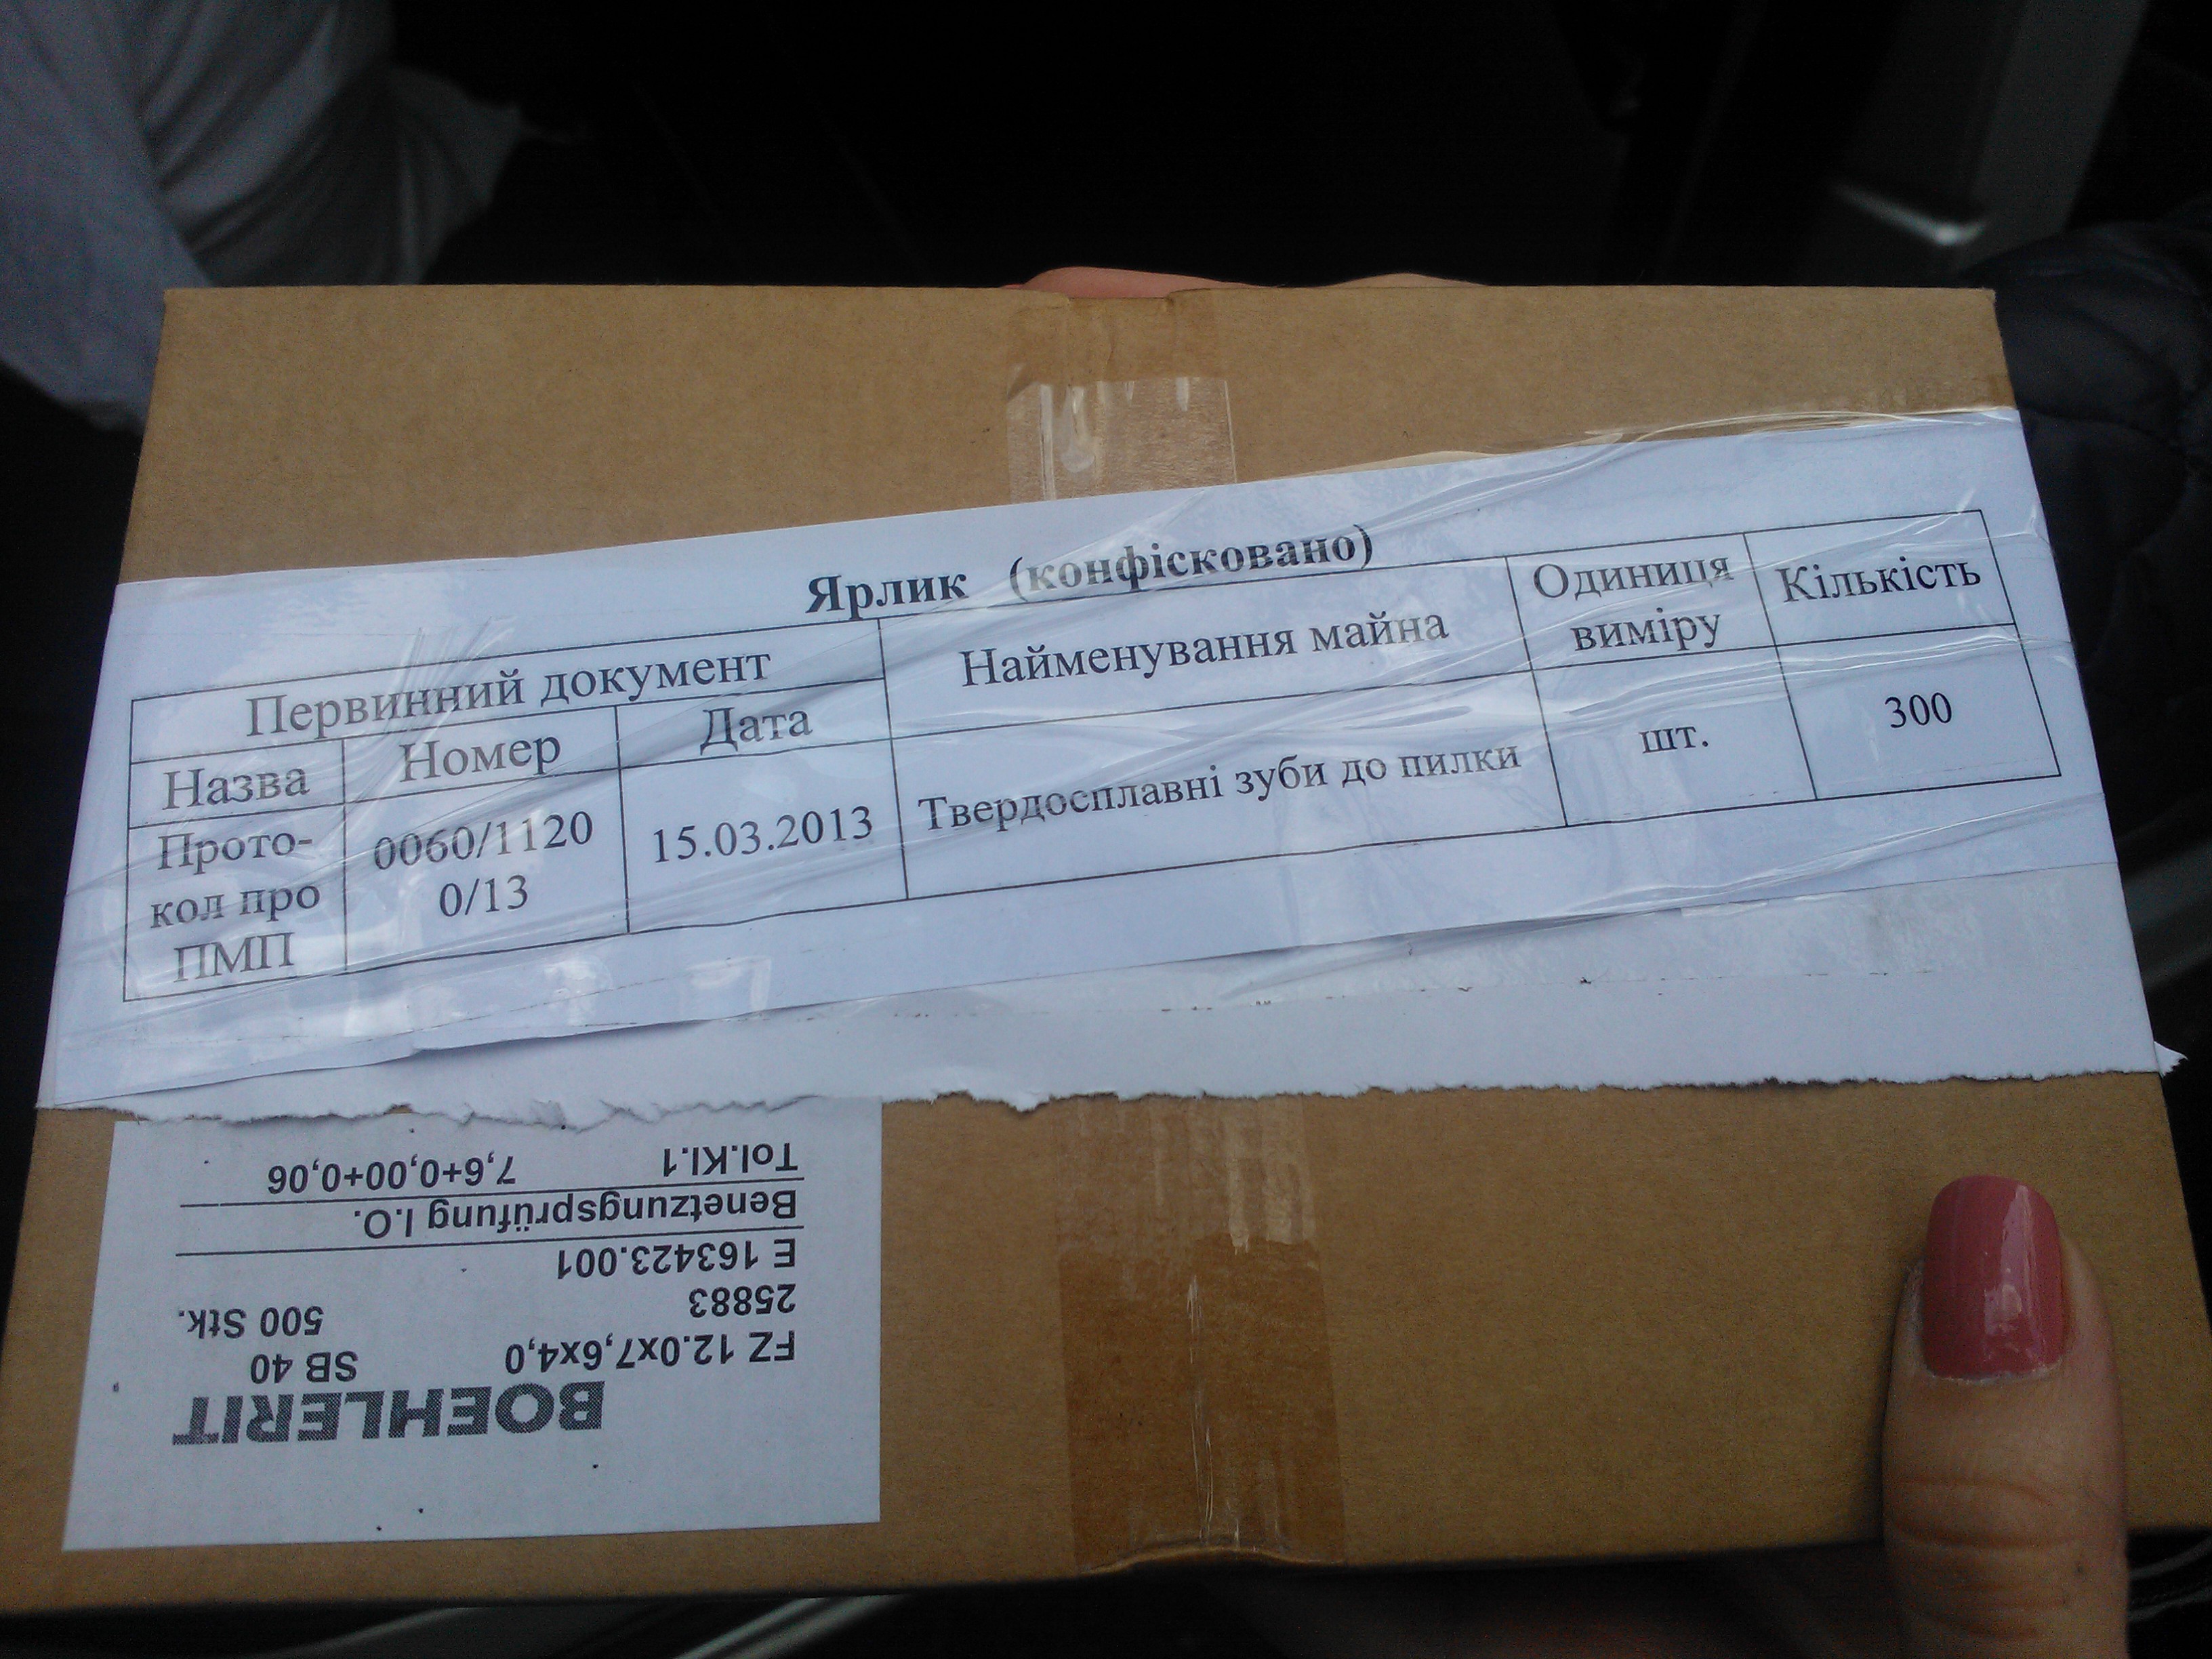 Ярлик (конфісковано)
Первинний документ
Найменування майна
Одиниця
виміру
Кількість
Назва
Номер
Дата
Прото-
кол про
ПМП
0060/1120
0/13
15.03.2013
Твердосплавні зуби до пилки
шт.
300
BOEHLERIT
FZ 12.0x7,6x4,0 SB 40
25883 500 Stk.
E 163423.001
Benetzungsprüfung I.O.
Tol.Kl.1 7,6+0,00+0,06